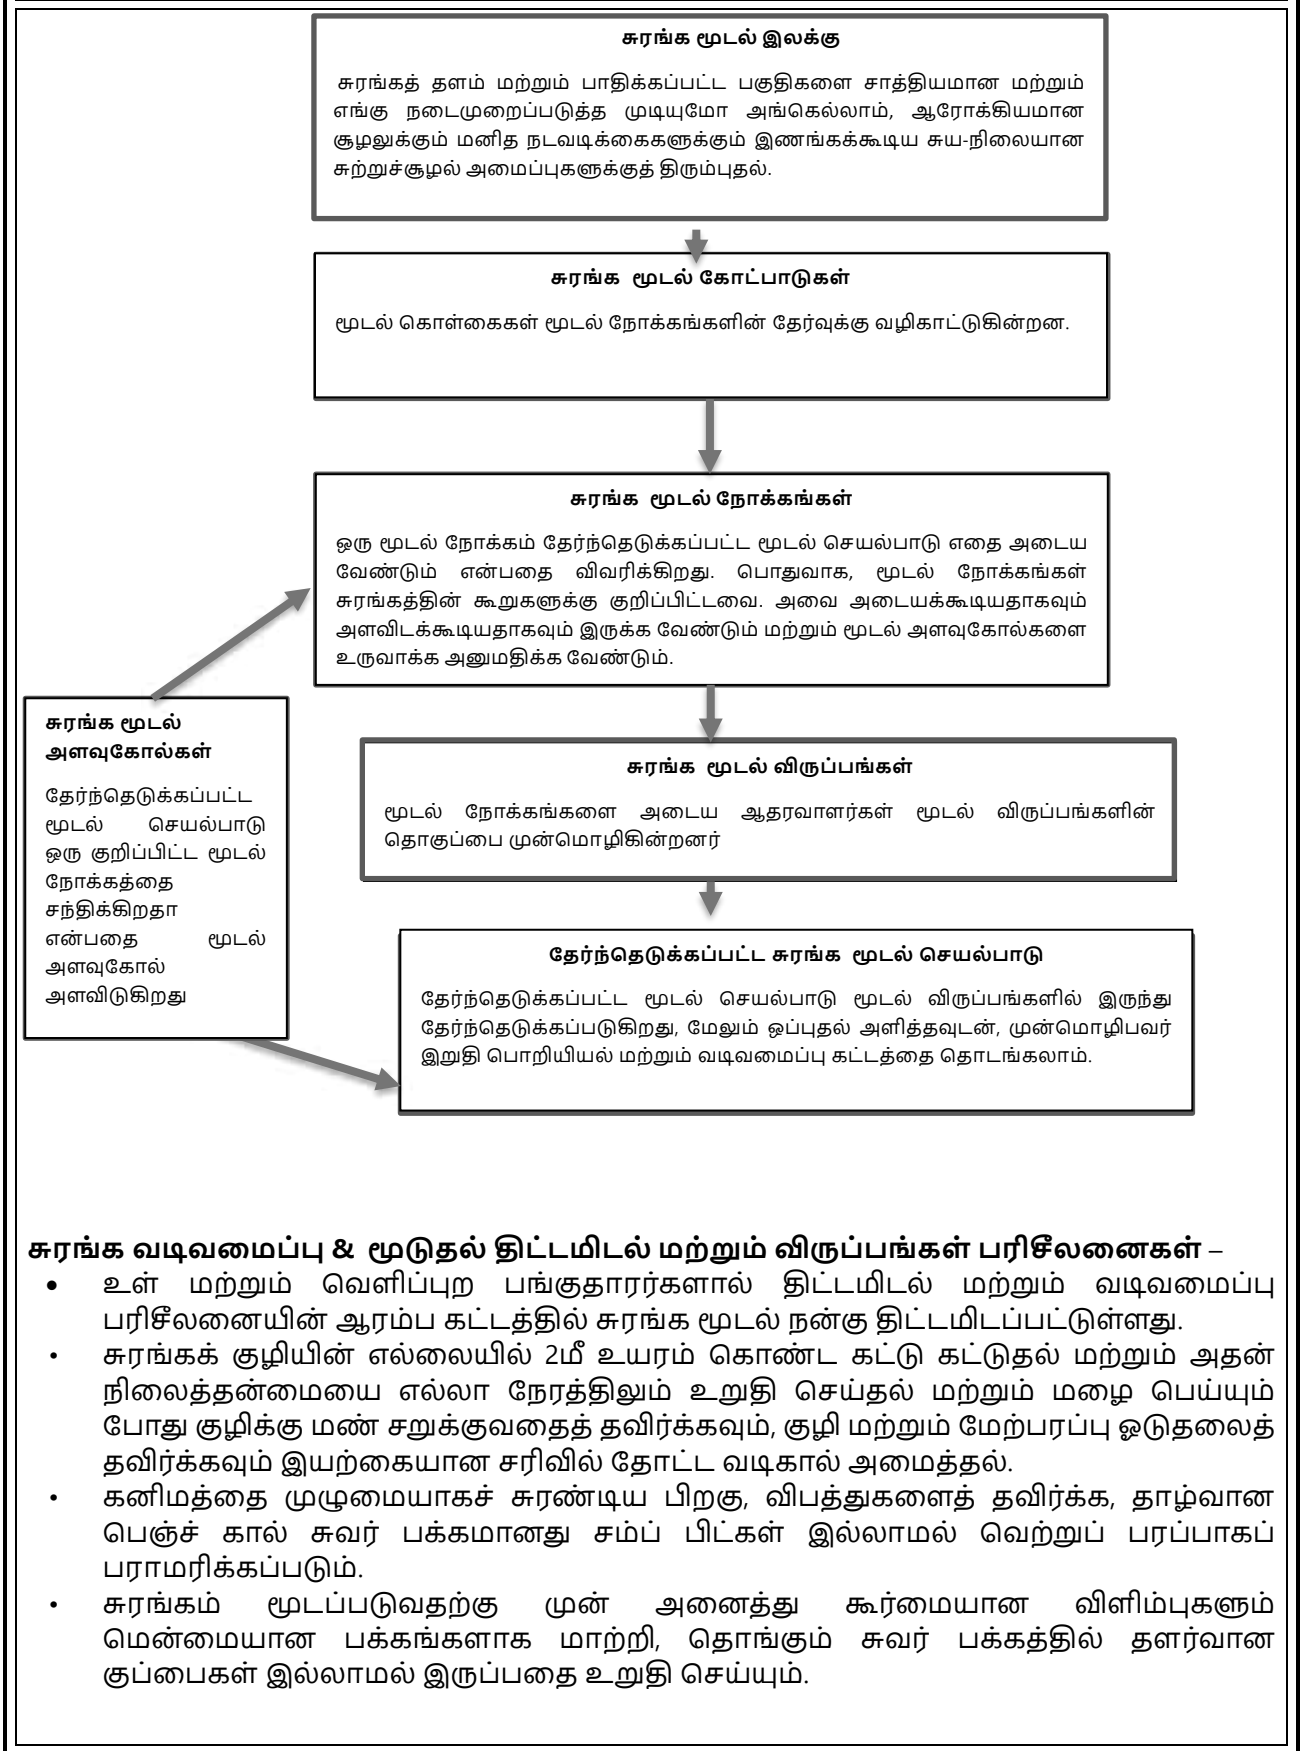 சுரங்க மூடல் இலக்கு
சுரங்கத் தளம் மற்றும் பாதிக்கப்பட்ட பகுதிகளை சாத்தியமான மற்றும்
எங்கு நடைமுறைப்படுத்த முடியுமோ அங்கெல்லாம், ஆரோக்கியமான
சூழலுக்கும் மனித நடவடிக்கைகளுக்கும் இணங்கக்கூடிய சுய-நிலையான
சுற்றுச்சூழல் அமைப்புகளுக்குத் திரும்புதல்.
சுரங்க மூடல் கோட்பாடுகள்
மூடல் கொள்கைகள் மூடல் நோக்கங்களின் தேர்வுக்கு வழிகாட்டுகின்றன.
சுரங்க மூடல் நோக்கங்கள்
ஒரு மூடல் நோக்கம் தேர்ந்தெடுக்கப்பட்ட மூடல் செயல்பாடு எதை அடைய
வேண்டும் என்பதை விவரிக்கிறது. பொதுவாக, மூடல் நோக்கங்கள்
சுரங்கத்தின் கூறுகளுக்கு குறிப்பிட்டவை. அவை அடையக்கூடியதாகவும்
அளவிடக்கூடியதாகவும் இருக்க வேண்டும் மற்றும் மூடல் அளவுகோல்களை
உருவாக்க அனுமதிக்க வேண்டும்.
சுரங்க மூடல்
அளவுகோல்கள்
தேர்ந்தெடுக்கப்பட்ட
மூடல் செயல்பாடு
ஒரு குறிப்பிட்ட மூடல்
நோக்கத்தை
சந்திக்கிறதா
என்பதை மூடல்
அளவுகோல்
அளவிடுகிறது
சுரங்க மூடல் விருப்பங்கள்
மூடல் நோக்கங்களை அடைய ஆதரவாளர்கள் மூடல் விருப்பங்களின்
தொகுப்பை முன்மொழிகின்றனர்
தேர்ந்தெடுக்கப்பட்ட சுரங்க மூடல் செயல்பாடு
தேர்ந்தெடுக்கப்பட்ட மூடல் செயல்பாடு மூடல் விருப்பங்களில் இருந்து
தேர்ந்தெடுக்கப்படுகிறது, மேலும் ஒப்புதல் அளித்தவுடன், முன்மொழிபவர்
இறுதி பொறியியல் மற்றும் வடிவமைப்பு கட்டத்தை தொடங்கலாம்.
சுரங்க வடிவமைப்பு & மூடுதல் திட்டமிடல் மற்றும் விருப்பங்கள் பரிசீலனைகள் –
• உள் மற்றும் வெளிப்புற பங்குதாரர்களால் திட்டமிடல் மற்றும் வடிவமைப்பு
பரிசீலனையின் ஆரம்ப கட்டத்தில் சுரங்க மூடல் நன்கு திட்டமிடப்பட்டுள்ளது.
• சுரங்கக் குழியின் எல்லையில் 2மீ உயரம் கொண்ட கட்டு கட்டுதல் மற்றும் அதன்
நிலைத்தன்மையை எல்லா நேரத்திலும் உறுதி செய்தல் மற்றும் மழை பெய்யும்
போது குழிக்கு மண் சறுக்குவதைத் தவிர்க்கவும், குழி மற்றும் மேற்பரப்பு ஓடுதலைத்
தவிர்க்கவும் இயற்கையான சரிவில் தோட்ட வடிகால் அமைத்தல்.
• கனிமத்தை முழுமையாகச் சுரண்டிய பிறகு, விபத்துகளைத் தவிர்க்க, தாழ்வான
பெஞ்ச் கால் சுவர் பக்கமானது சம்ப் பிட்கள் இல்லாமல் வெற்றுப் பரப்பாகப்
பராமரிக்கப்படும்.
• சுரங்கம் மூடப்படுவதற்கு முன் அனைத்து கூர்மையான விளிம்புகளும்
மென்மையான பக்கங்களாக மாற்றி, தொங்கும் சுவர் பக்கத்தில் தளர்வான
குப்பைகள் இல்லாமல் இருப்பதை உறுதி செய்யும்.